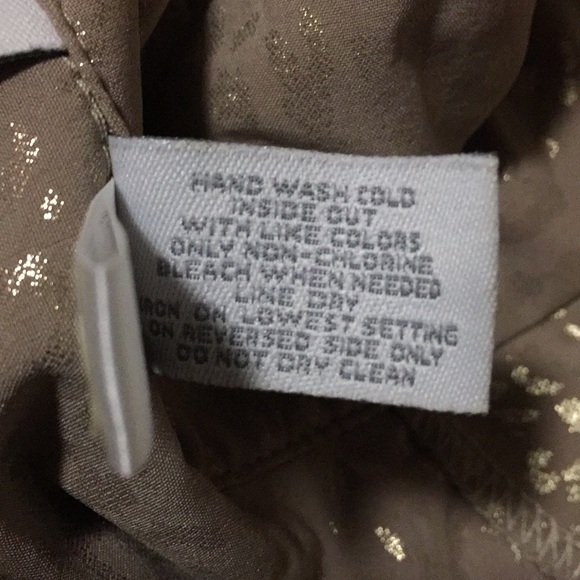 HAND WASH COLD
INSIDE OUT
WITH LIKE COLORS
ONLY NON-CHLORINE
BLEACH WHEN NEEDED
LINE DRY
IRON ON LOWEST SETTING
ON REVERSED SIDE ONLY
DO NOT DRY CLEAN